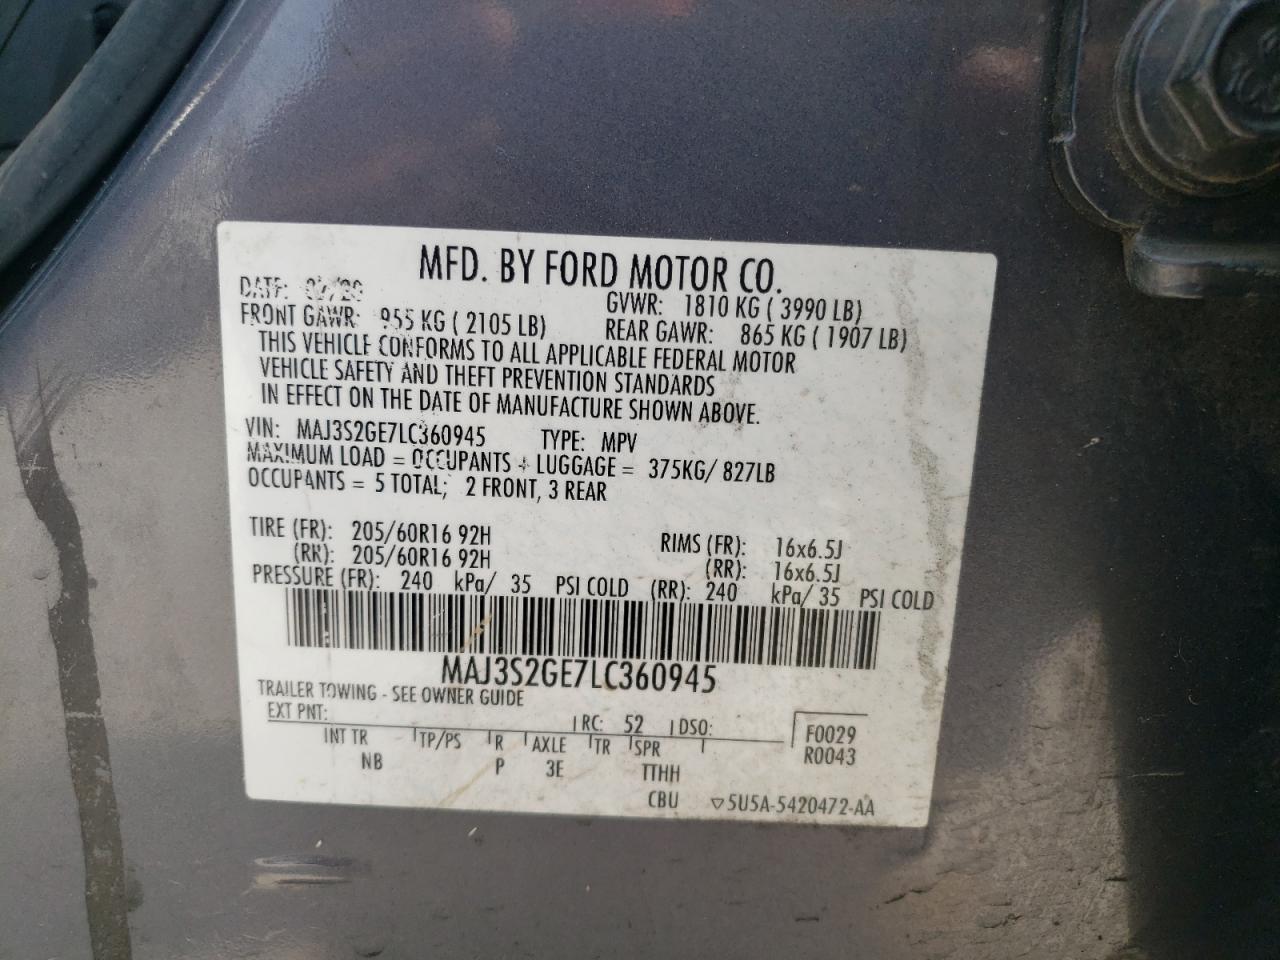 MFD. BY FORD MOTOR CO.
DATE: GVWR: 1810 KG ( 3990 LB)
FRONT GAWR: 955 KG ( 2105 LB) REAR GAWR: 865 KG ( 1907 LB)
THIS VEHICLE CONFORMS TO ALL APPLICABLE FEDERAL MOTOR
VEHICLE SAFETY AND THEFT PREVENTION STANDARDS
IN EFFECT ON THE DATE OF MANUFACTURE SHOWN ABOVE.
VIN: MAJ3S2GE7LC360945 TYPE: MPV
MAXIMUM LOAD = OCCUPANTS + LUGGAGE = 375KG/ 827LB
OCCUPANTS = 5 TOTAL; 2 FRONT, 3 REAR
TIRE (FR): 205/60R16 92H RIMS (FR): 16x6.5J
(RR): 205/60R16 92H (RR): 16x6.5J
PRESSURE (FR): 240 kPa/ 35 PSI COLD (RR): 240 kPa/ 35 PSI COLD
MAJ3S2GE7LC360945
TRAILER TOWING - SEE OWNER GUIDE
EXT PNT: RC: 52 DSO: F0029
INT TR TP/PS R AXLE TR SPR R0043
NB P 3E TTHH
CBU ▽5U5A-5420472-AA